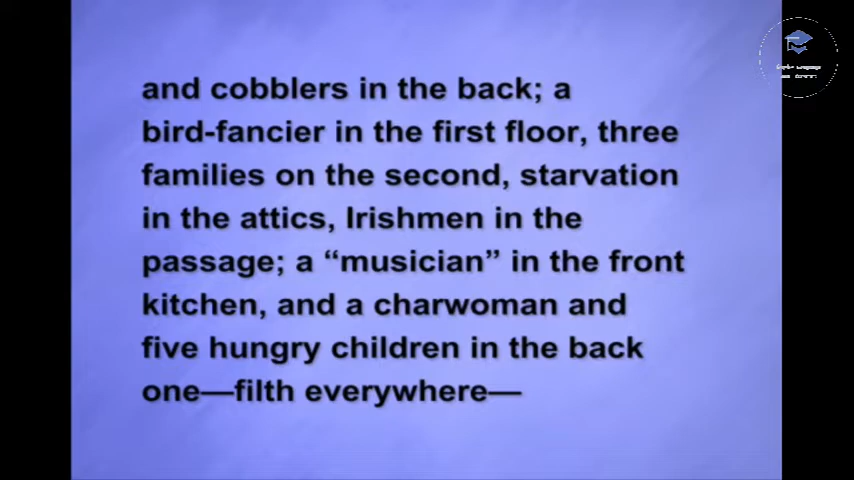 and cobblers in the back; a
bird-fancier in the first floor, three
families on the second, starvation
in the attics, Irishmen in the
passage; a “musician” in the front
kitchen, and a charwoman and
five hungry children in the back
one—filth everywhere—